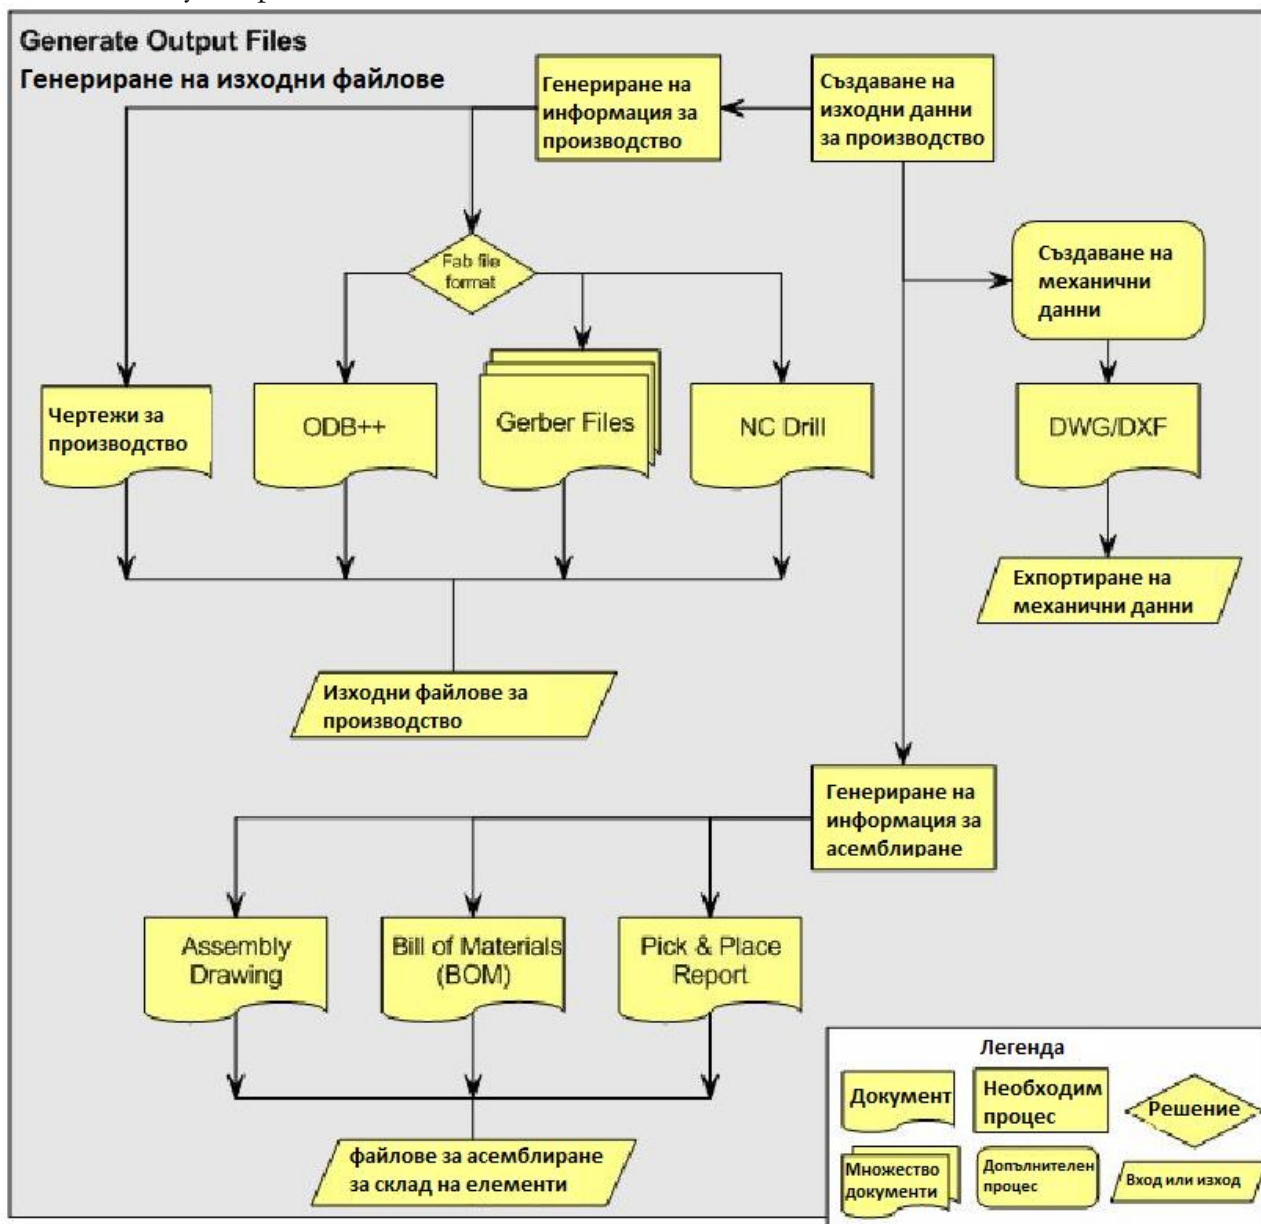 Generate Output Files
Генериране на изходни файлове
Генериране на
информация за
производство
Създаване на
изходни данни
за производство
Fab file
format
Създаване на
механични
данни
Чертежи за
производство
ODB++
Gerber Files
NC Drill
DWG/DXF
Експортиране на
механични данни
Изходни файлове за
производство
Генериране на
информация за
асемблиране
Assembly
Drawing
Bill of Materials
(BOM)
Pick & Place
Report
файлове за асемблиране
за склад на елементи
Легенда
Документ
Необходим
процес
Решение
Множество
документи
Допълнителен
процес
Вход или изход